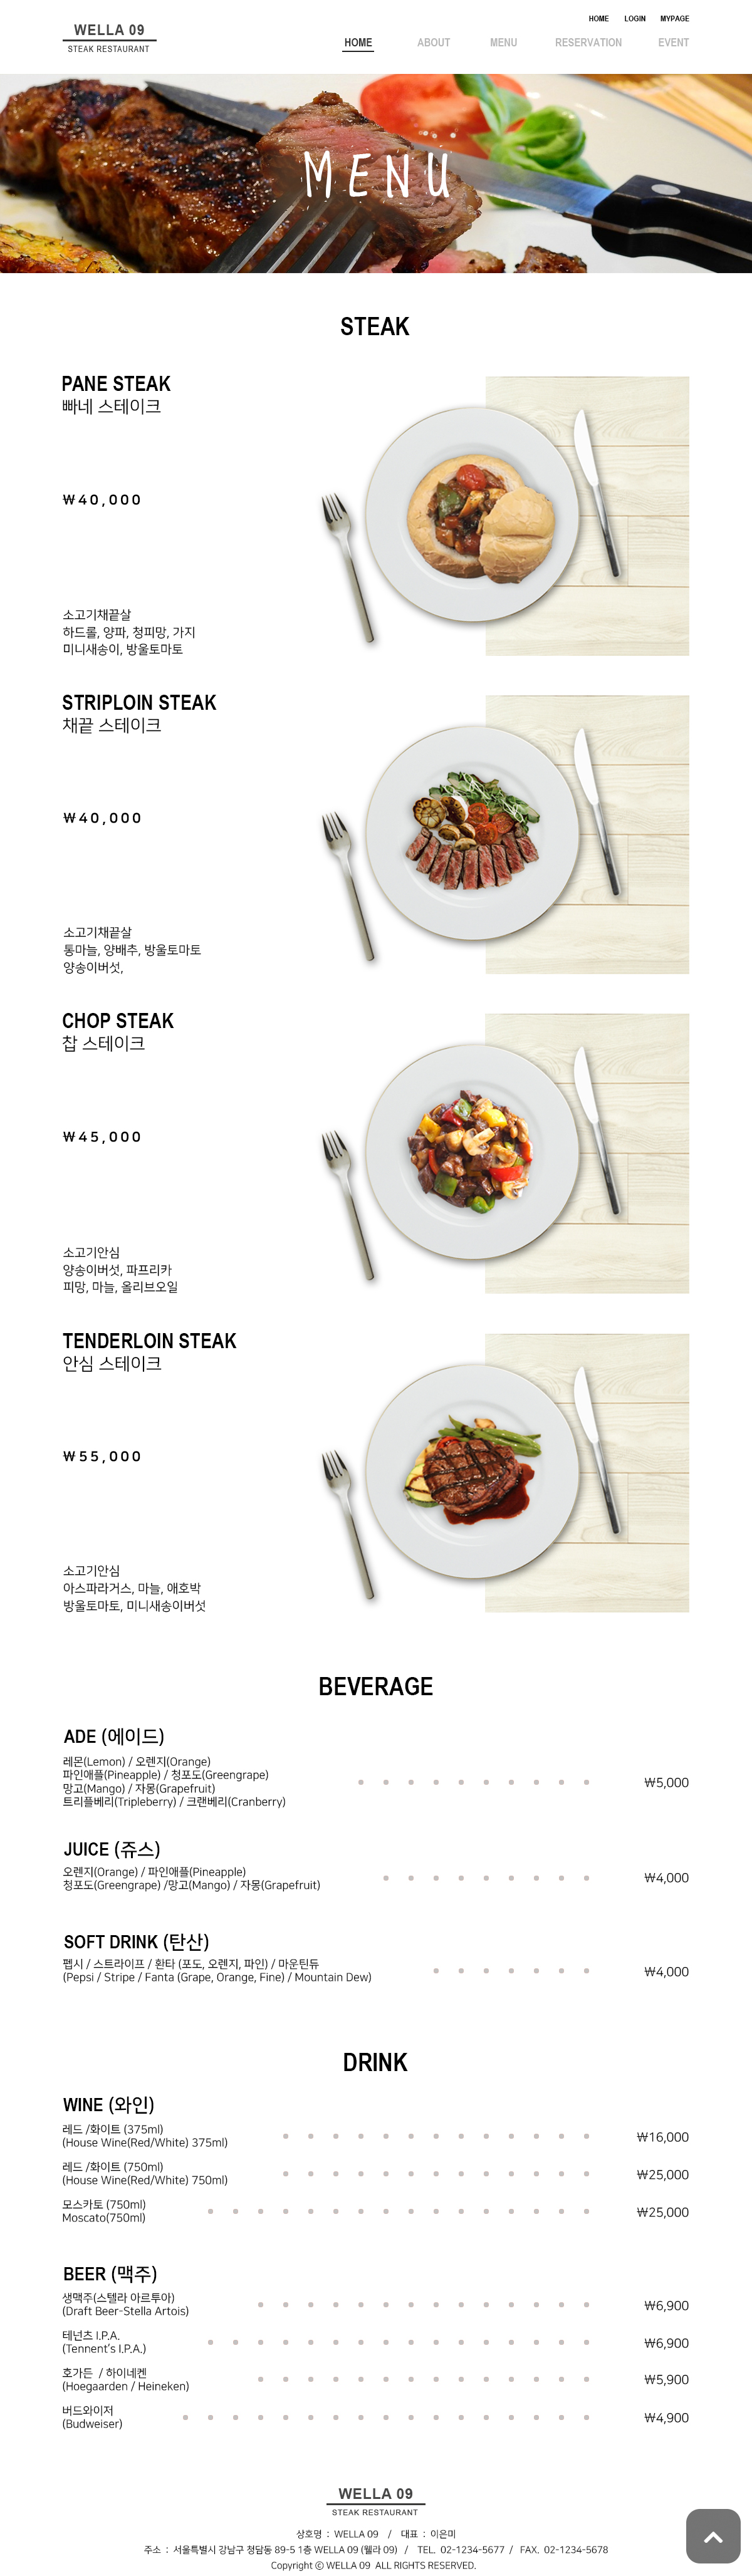 HOME LOGIN MYPAGE
WELLA 09
STEAK RESTAURANT
HOME ABOUT MENU RESERVATION EVENT
MENU
STEAK
PANE STEAK
빠네 스테이크
₩40,000
소고기채끝살
하드롤, 양파, 청피망, 가지
미니새송이, 방울토마토
STRIPLOIN STEAK
채끝 스테이크
₩40,000
소고기채끝살
통마늘, 양배추, 방울토마토
양송이버섯,
CHOP STEAK
찹 스테이크
₩45,000
소고기안심
양송이버섯, 파프리카
피망, 마늘, 올리브오일
TENDERLOIN STEAK
안심 스테이크
₩55,000
소고기안심
아스파라거스, 마늘, 애호박
방울토마토, 미니새송이버섯
BEVERAGE
ADE (에이드)
레몬(Lemon) / 오렌지(Orange)
파인애플(Pineapple) / 청포도(Greengrape)
망고(Mango) / 자몽(Grapefruit)
트리플베리(Tripleberry) / 크랜베리(Cranberry)
₩5,000
JUICE (쥬스)
오렌지(Orange) / 파인애플(Pineapple)
청포도(Greengrape) /망고(Mango) / 자몽(Grapefruit)
₩4,000
SOFT DRINK (탄산)
펩시 / 스트라이프 / 환타 (포도, 오렌지, 파인) / 마운틴듀
(Pepsi / Stripe / Fanta (Grape, Orange, Fine) / Mountain Dew)
₩4,000
DRINK
WINE (와인)
레드 /화이트 (375ml)
(House Wine(Red/White) 375ml)
₩16,000
레드 /화이트 (750ml)
(House Wine(Red/White) 750ml)
₩25,000
모스카토 (750ml)
Moscato(750ml)
₩25,000
BEER (맥주)
생맥주(스텔라 아르투아)
(Draft Beer-Stella Artois)
₩6,900
테넌츠 I.P.A.
(Tennent's I.P.A.)
₩6,900
호가든 / 하이네켄
(Hoegaarden / Heineken)
₩5,900
버드와이저
(Budweiser)
₩4,900
WELLA 09
STEAK RESTAURANT
상호명 : WELLA 09 / 대표 : 이은미
주소 : 서울특별시 강남구 청담동 89-5 1층 WELLA 09 (웰라 09) / TEL. 02-1234-5677 / FAX. 02-1234-5678
Copyright ⓒ WELLA 09 ALL RIGHTS RESERVED.